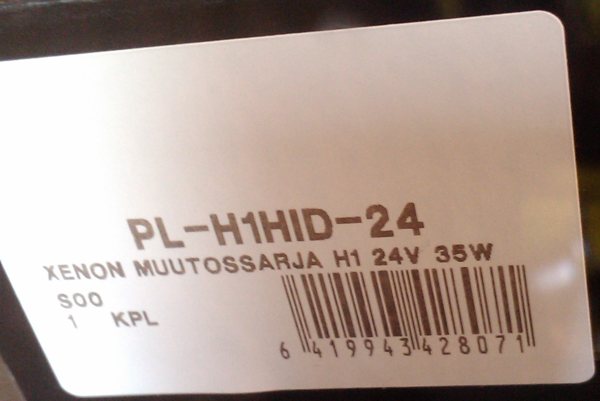 PL-H1HID-24
XENON MUUTOSSARJA H1 24V 35W
S00
1 KPL
6 419943 428071